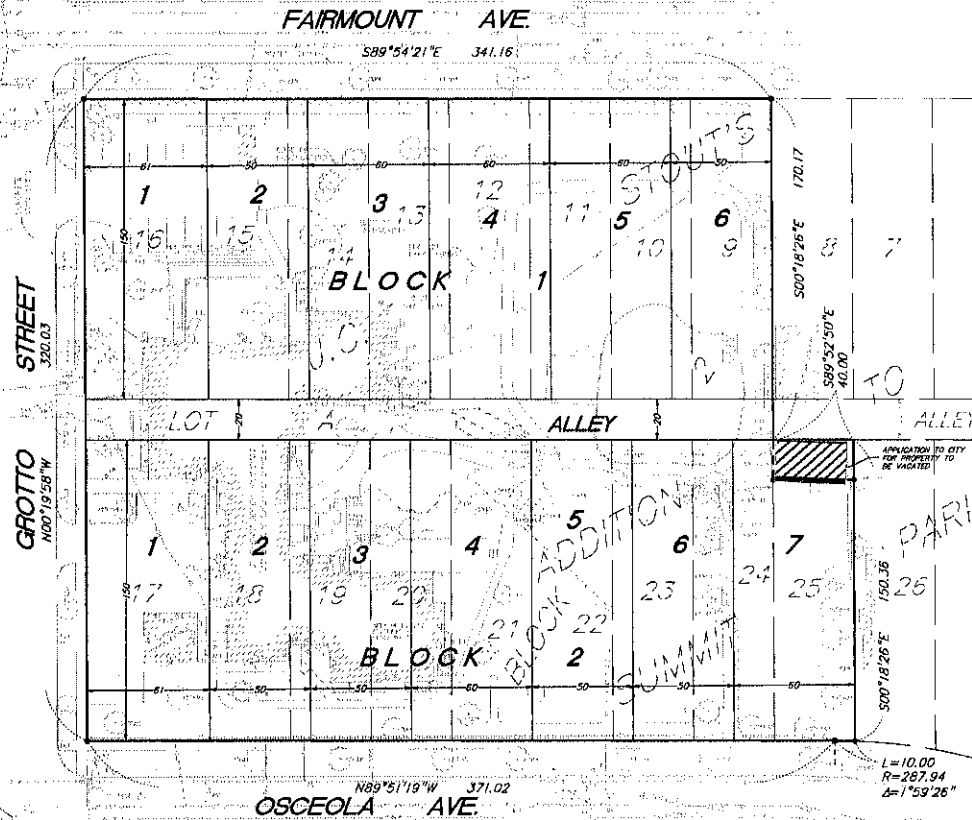 FAIRMOUNT AVE.
S89°54'21"E 341.16
61 50 60 60 60 50
STOUT'S
1 2 3 4 5 6
150
16 15 14 13 12 11 10 9 8 7
BLOCK 1
J.C.
2
S00°18'26"E 170.17
GROTTO STREET
N00°19'58"W 320.03
S89°52'50"E
40.00
TO
LOT A
20
ALLEY
20
ALLEY
APPLICATION TO CITY
FOR PROPERTY TO
BE VACATED
1 2 3 4 5 6 7
ADDITION
PARK
150
17 18 19 20 21 22 23 24 25 26
BLOCK
SUMMIT
BLOCK 2
S00°18'26"E 150.36
61 50 50 60 50 50 60
N89°51'19"W 371.02
OSCEOLA AVE.
L=10.00
R=287.94
Δ=1°59'26"